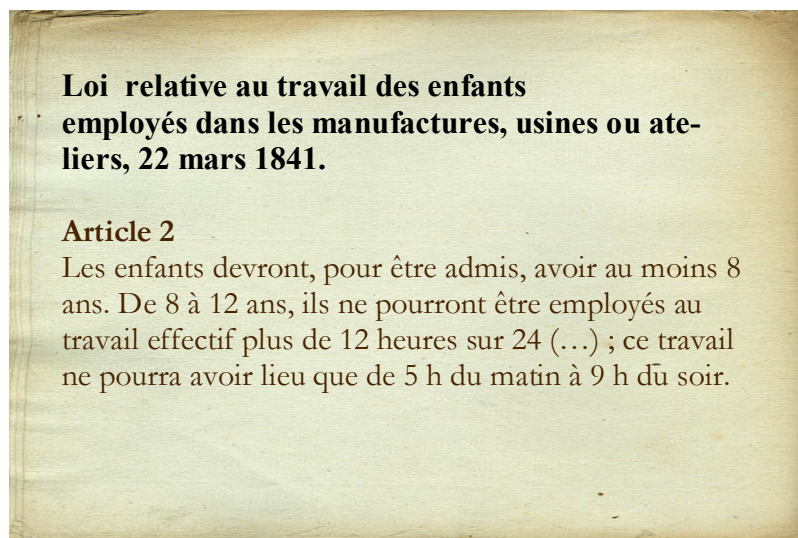 Loi relative au travail des enfants
employés dans les manufactures, usines ou ate-
liers, 22 mars 1841.
Article 2
Les enfants devront, pour être admis, avoir au moins 8
ans. De 8 à 12 ans, ils ne pourront être employés au
travail effectif plus de 12 heures sur 24 (…) ; ce travail
ne pourra avoir lieu que de 5 h du matin à 9 h du soir.